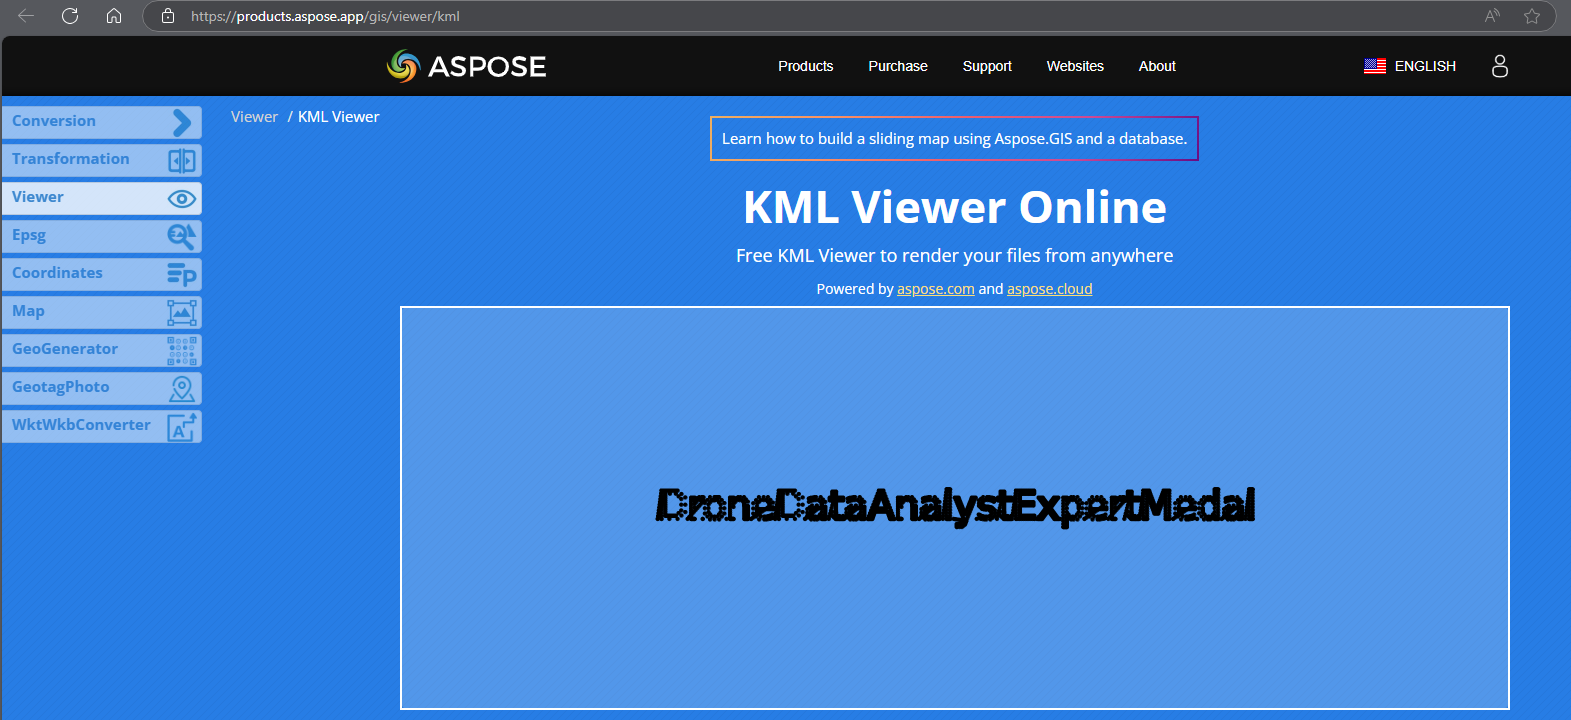 https://products.aspose.app/gis/viewer/kml
ASPOSE
Products Purchase Support Websites About
ENGLISH
Conversion
Transformation
Viewer
Epsg
Coordinates
Map
GeoGenerator
GeotagPhoto
WktWkbConverter
Viewer / KML Viewer
Learn how to build a sliding map using Aspose.GIS and a database.
KML Viewer Online
Free KML Viewer to render your files from anywhere
Powered by aspose.com and aspose.cloud
DroneDataAnalystExpertMedal